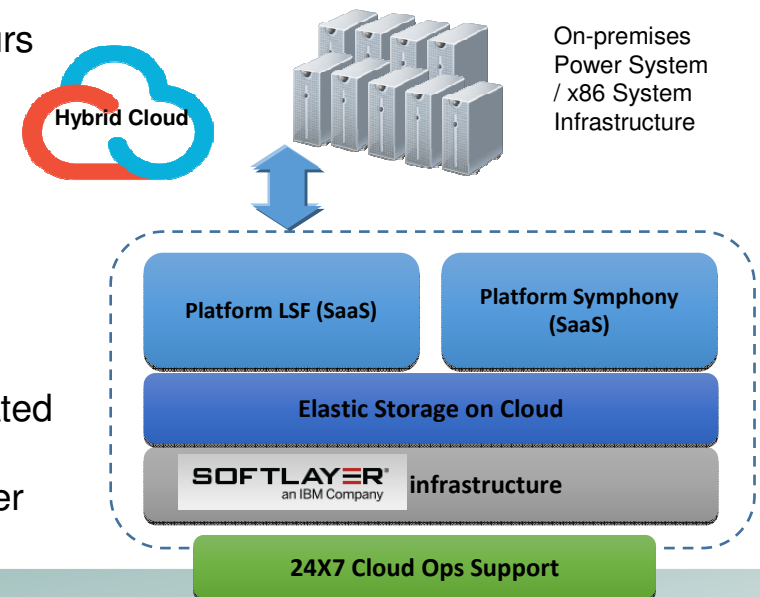 On-premises
Power System
/ x86 System
Infrastructure
Hybrid Cloud
Platform LSF (SaaS)
Platform Symphony
(SaaS)
Elastic Storage on Cloud
SOFTLAYER®
an IBM Company
infrastructure
24X7 Cloud Ops Support